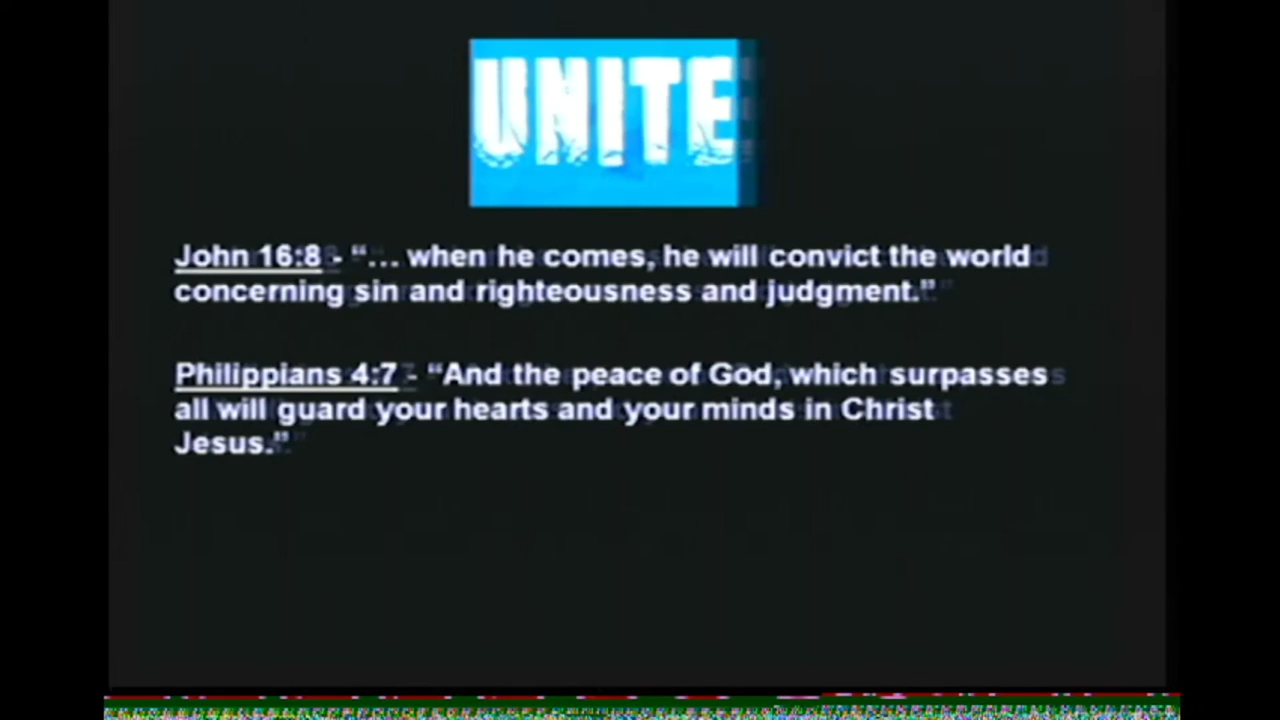 UNITE
John 16:8 - “… when he comes, he will convict the world
concerning sin and righteousness and judgment.”
Philippians 4:7 - “And the peace of God, which surpasses
all will guard your hearts and your minds in Christ
Jesus.”